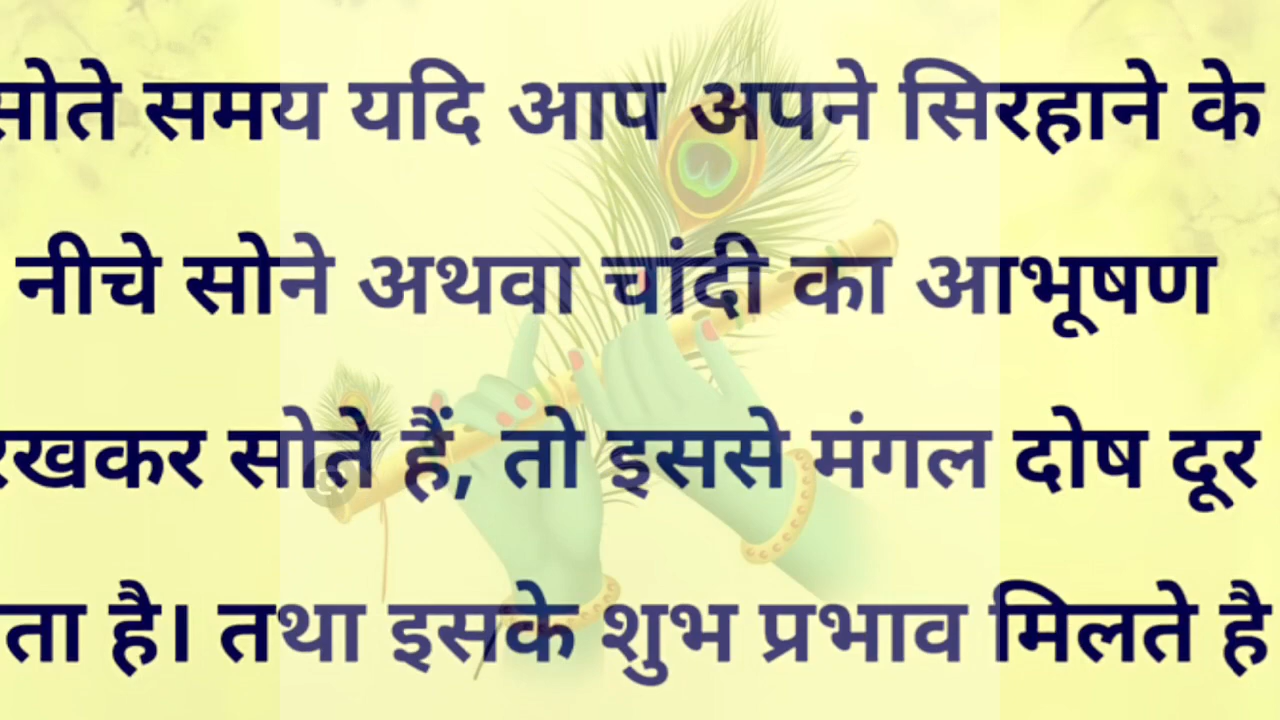 सोते समय यदि आप अपने सिरहाने के
नीचे सोने अथवा चांदी का आभूषण
रखकर सोते हैं, तो इससे मंगल दोष दूर
ता है। तथा इसके शुभ प्रभाव मिलते है